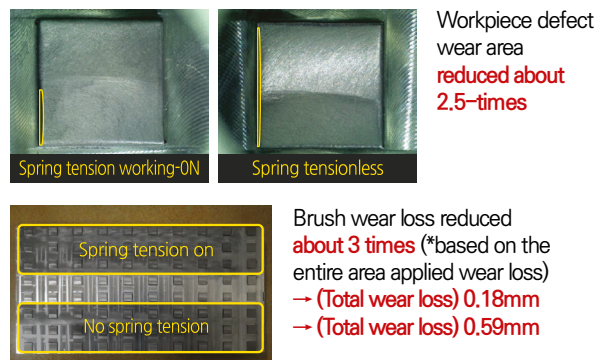 Workpiece defect
wear area
reduced about
2.5-times
Spring tension working-0N
Spring tensionless
Spring tension on
No spring tension
Brush wear loss reduced
about 3 times (*based on the
entire area applied wear loss)
→ (Total wear loss) 0.18mm
→ (Total wear loss) 0.59mm